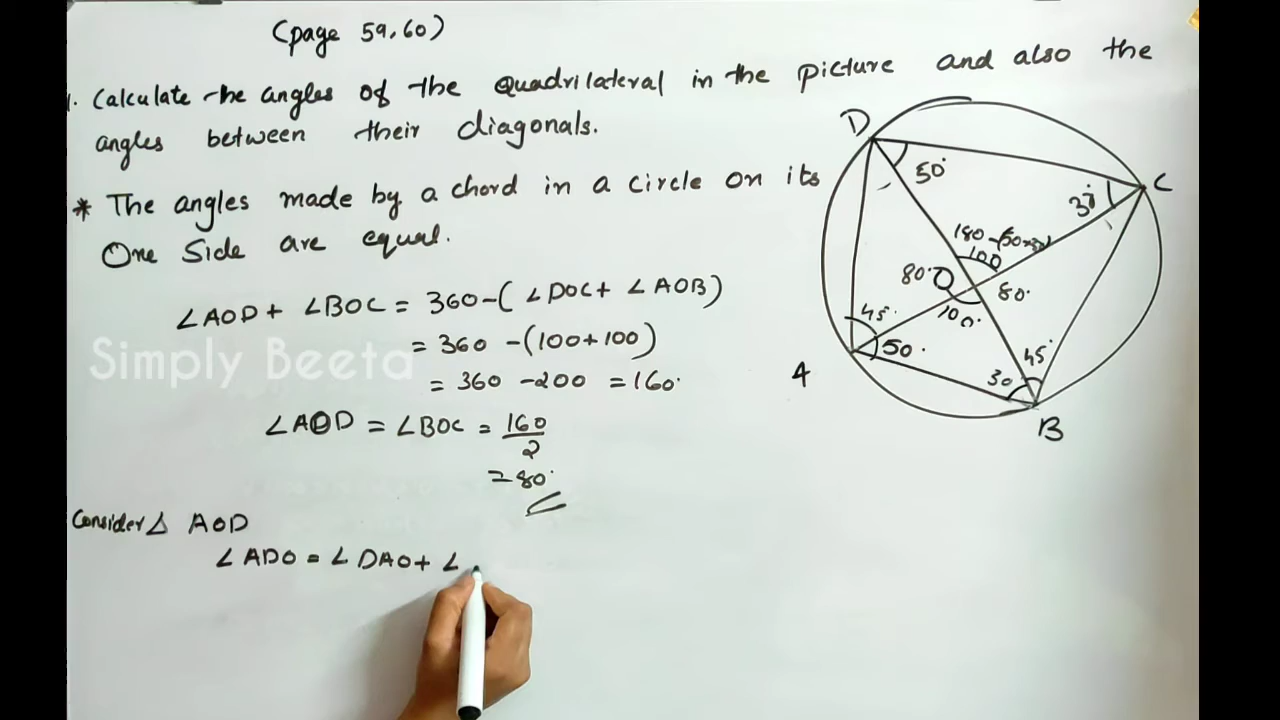 (page 59,60)
1. Calculate the angles of the Quadrilateral in the picture and also the
angles between their diagonals.
* The angles made by a chord in a circle on its
One Side are equal.
∠AOD + ∠BOC = 360-( ∠DOC + ∠AOB)
= 360 -(100+100)
= 360 -200 = 160°
∠AOD = ∠BOC = 160/2
= 80°
Consider △ AOD
∠ADO = ∠DAO+ ∠
Simply Beeta
D
50°
C
30°
180-(50+30)
100
80° O
80°
100°
45°
50°
45°
30
A
B